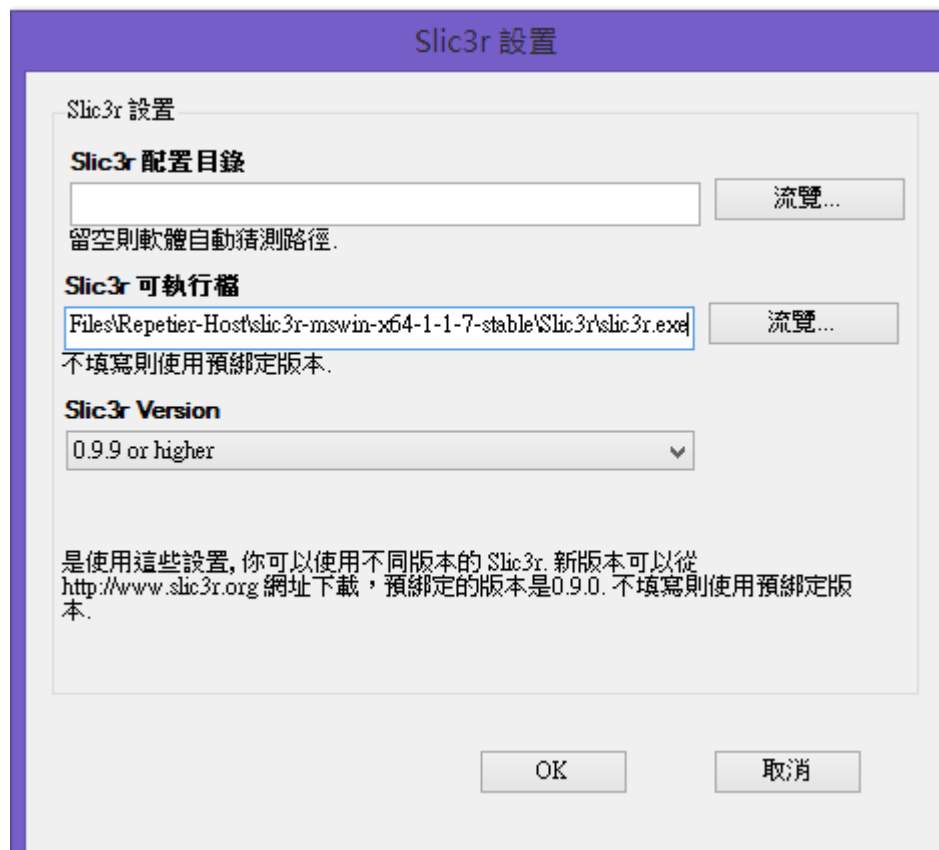 Slic3r 設置
Slic3r 設置
Slic3r 配置目錄
流覽...
留空則軟體自動猜測路徑.
Slic3r 可執行檔
Files\Repetier-Host\slic3r-mswin-x64-1-1-7-stable\Slic3r\slic3r.exe
流覽...
不填寫則使用預綁定版本.
Slic3r Version
0.9.9 or higher
是使用這些設置, 你可以使用不同版本的 Slic3r. 新版本可以從
http://www.slic3r.org 網址下載，預綁定的版本是0.9.0. 不填寫則使用預綁定版
本.
OK
取消